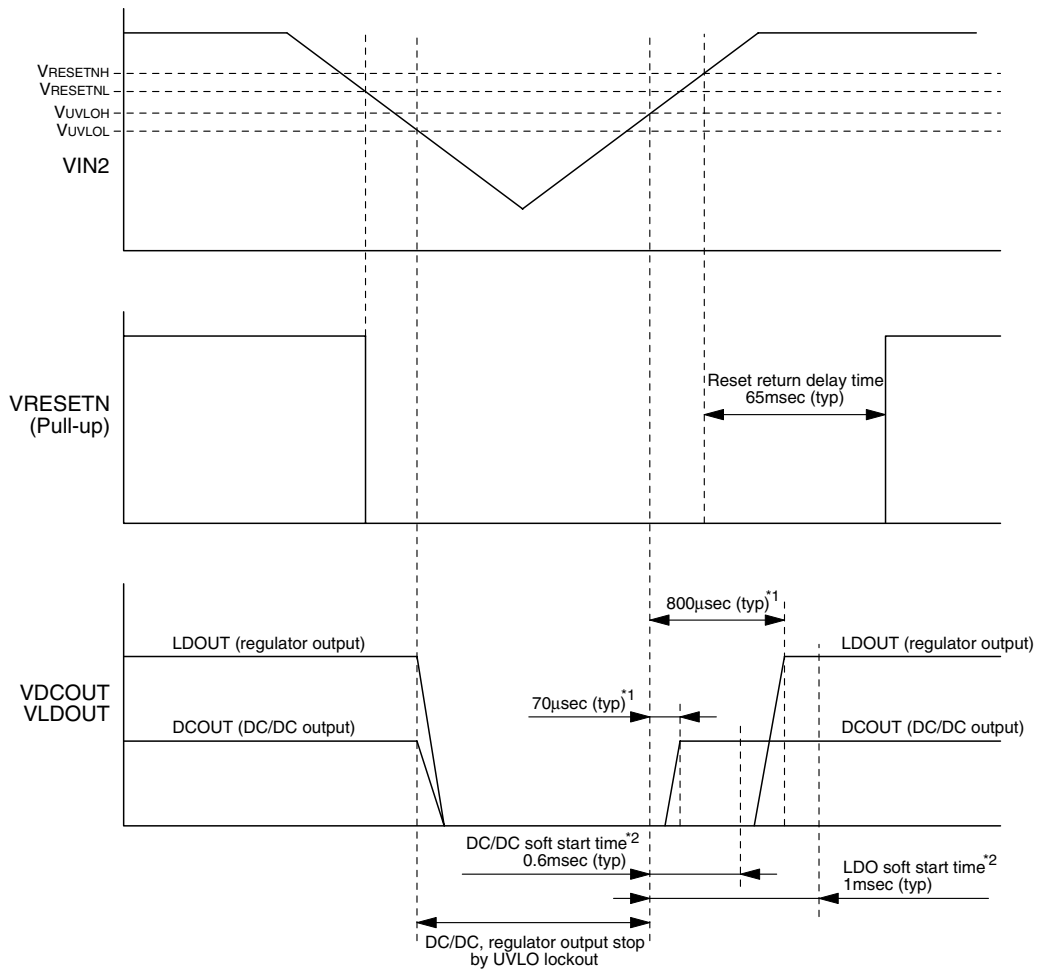 VRESETNH
VRESETNL
VUVLOH
VUVLOL
VIN2
VRESETN
(Pull-up)
Reset return delay time
65msec (typ)
VDCOUT
VLDOUT
LDOUT (regulator output)
DCOUT (DC/DC output)
800μsec (typ)*1
70μsec (typ)*1
LDOUT (regulator output)
DCOUT (DC/DC output)
DC/DC soft start time*2
0.6msec (typ)
LDO soft start time*2
1msec (typ)
DC/DC, regulator output stop
by UVLO lockout